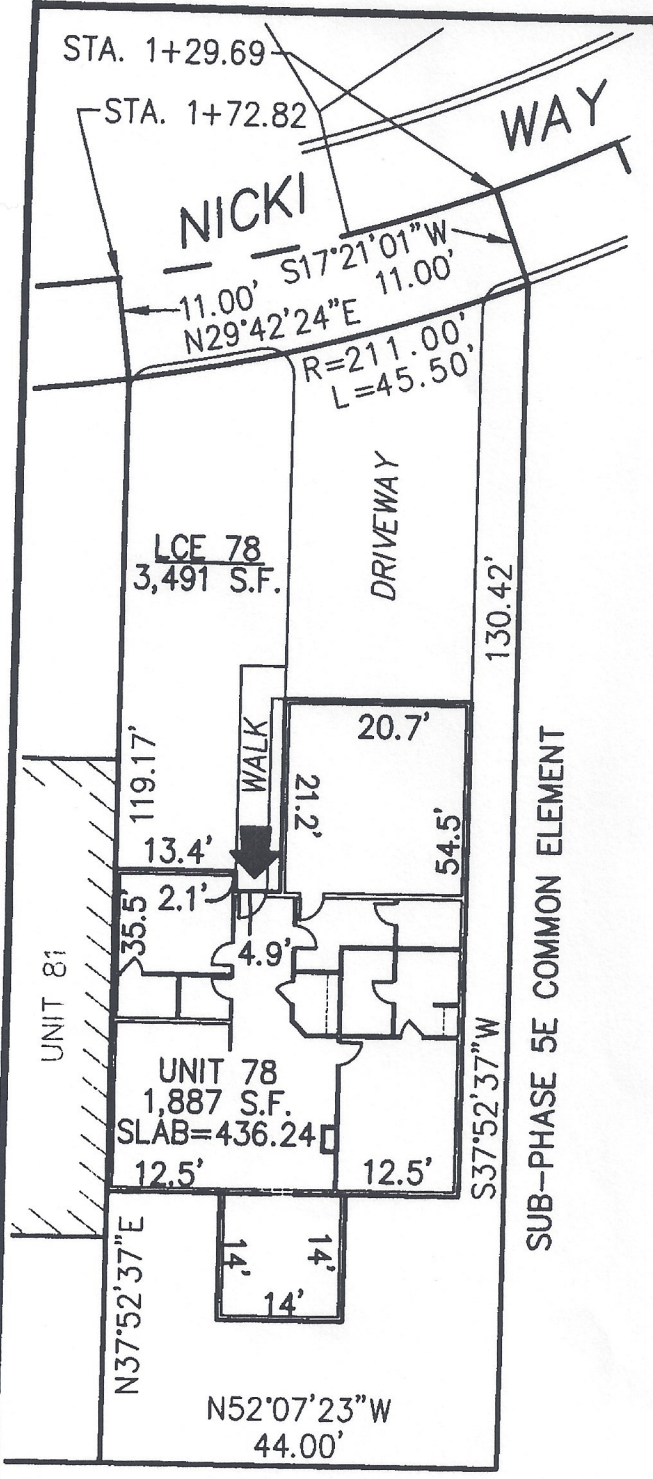 STA. 1+29.69
STA. 1+72.82
NICKI WAY
S17°21'01"W
11.00'
11.00'
N29°42'24"E
R=211.00'
L=45.50'
LCE 78
3,491 S.F.
DRIVEWAY
130.42'
119.17'
WALK
20.7'
21.2'
54.5'
13.4'
2.1'
35.5'
4.9'
UNIT 81
UNIT 78
1,887 S.F.
SLAB=436.24
12.5'
12.5'
S37°52'37"W
SUB-PHASE 5E COMMON ELEMENT
14'
14'
14'
N37°52'37"E
N52°07'23"W
44.00'